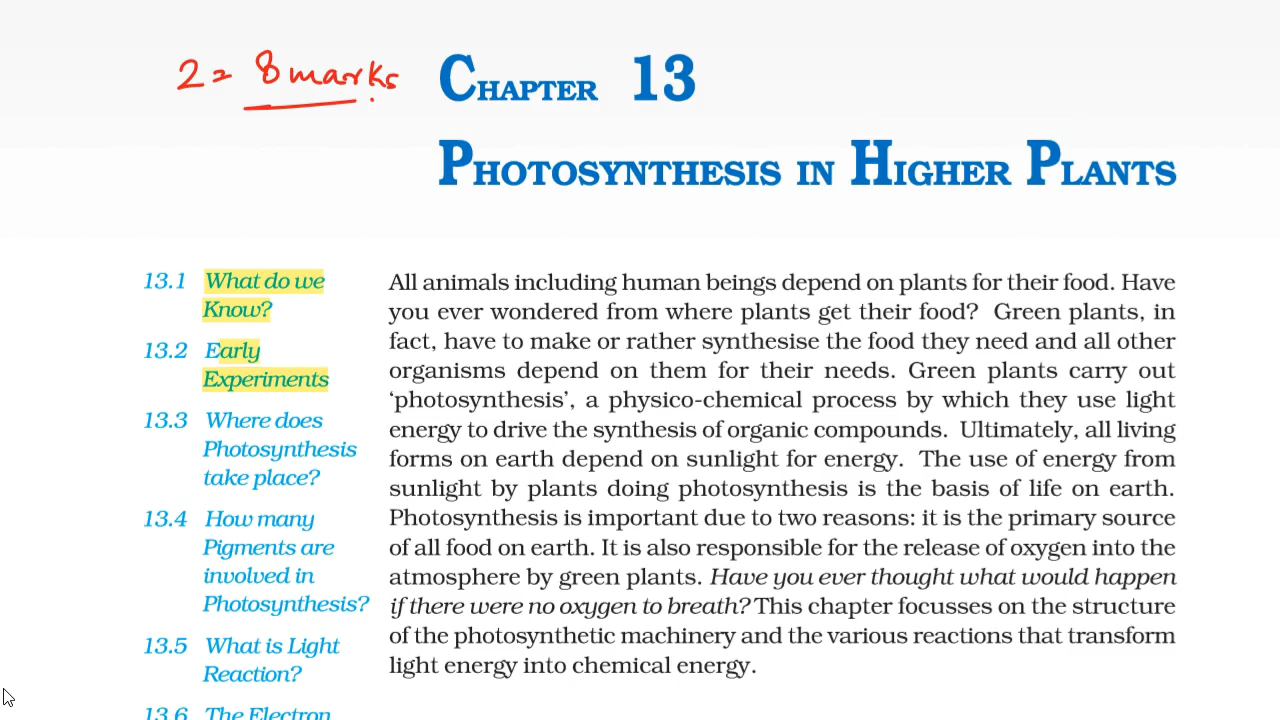 2 = 8 marks
CHAPTER 13
PHOTOSYNTHESIS IN HIGHER PLANTS
13.1 What do we
Know?
13.2 Early
Experiments
13.3 Where does
Photosynthesis
take place?
13.4 How many
Pigments are
involved in
Photosynthesis?
13.5 What is Light
Reaction?
13.6 The Electron
All animals including human beings depend on plants for their food. Have
you ever wondered from where plants get their food? Green plants, in
fact, have to make or rather synthesise the food they need and all other
organisms depend on them for their needs. Green plants carry out
‘photosynthesis’, a physico-chemical process by which they use light
energy to drive the synthesis of organic compounds. Ultimately, all living
forms on earth depend on sunlight for energy. The use of energy from
sunlight by plants doing photosynthesis is the basis of life on earth.
Photosynthesis is important due to two reasons: it is the primary source
of all food on earth. It is also responsible for the release of oxygen into the
atmosphere by green plants. Have you ever thought what would happen
if there were no oxygen to breath? This chapter focusses on the structure
of the photosynthetic machinery and the various reactions that transform
light energy into chemical energy.